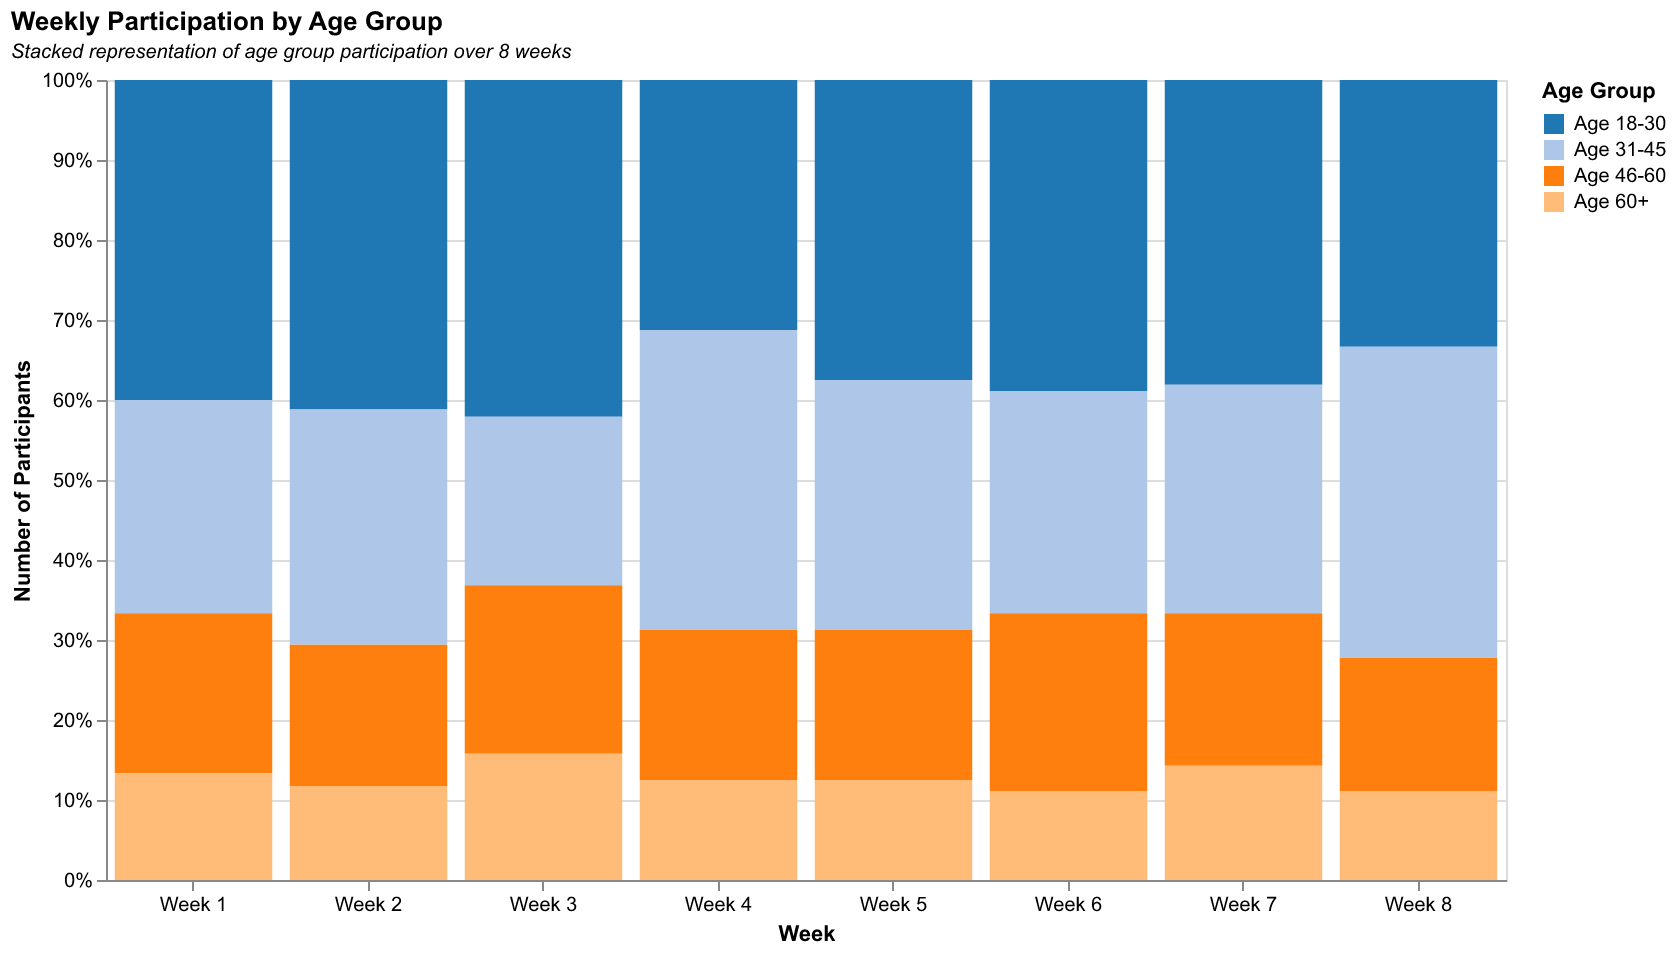 Weekly Participation by Age Group
Stacked representation of age group participation over 8 weeks
Number of Participants
100%
90%
80%
70%
60%
50%
40%
30%
20%
10%
0%
Week 1
Week 2
Week 3
Week 4
Week 5
Week 6
Week 7
Week 8
Week
Age Group
Age 18-30
Age 31-45
Age 46-60
Age 60+